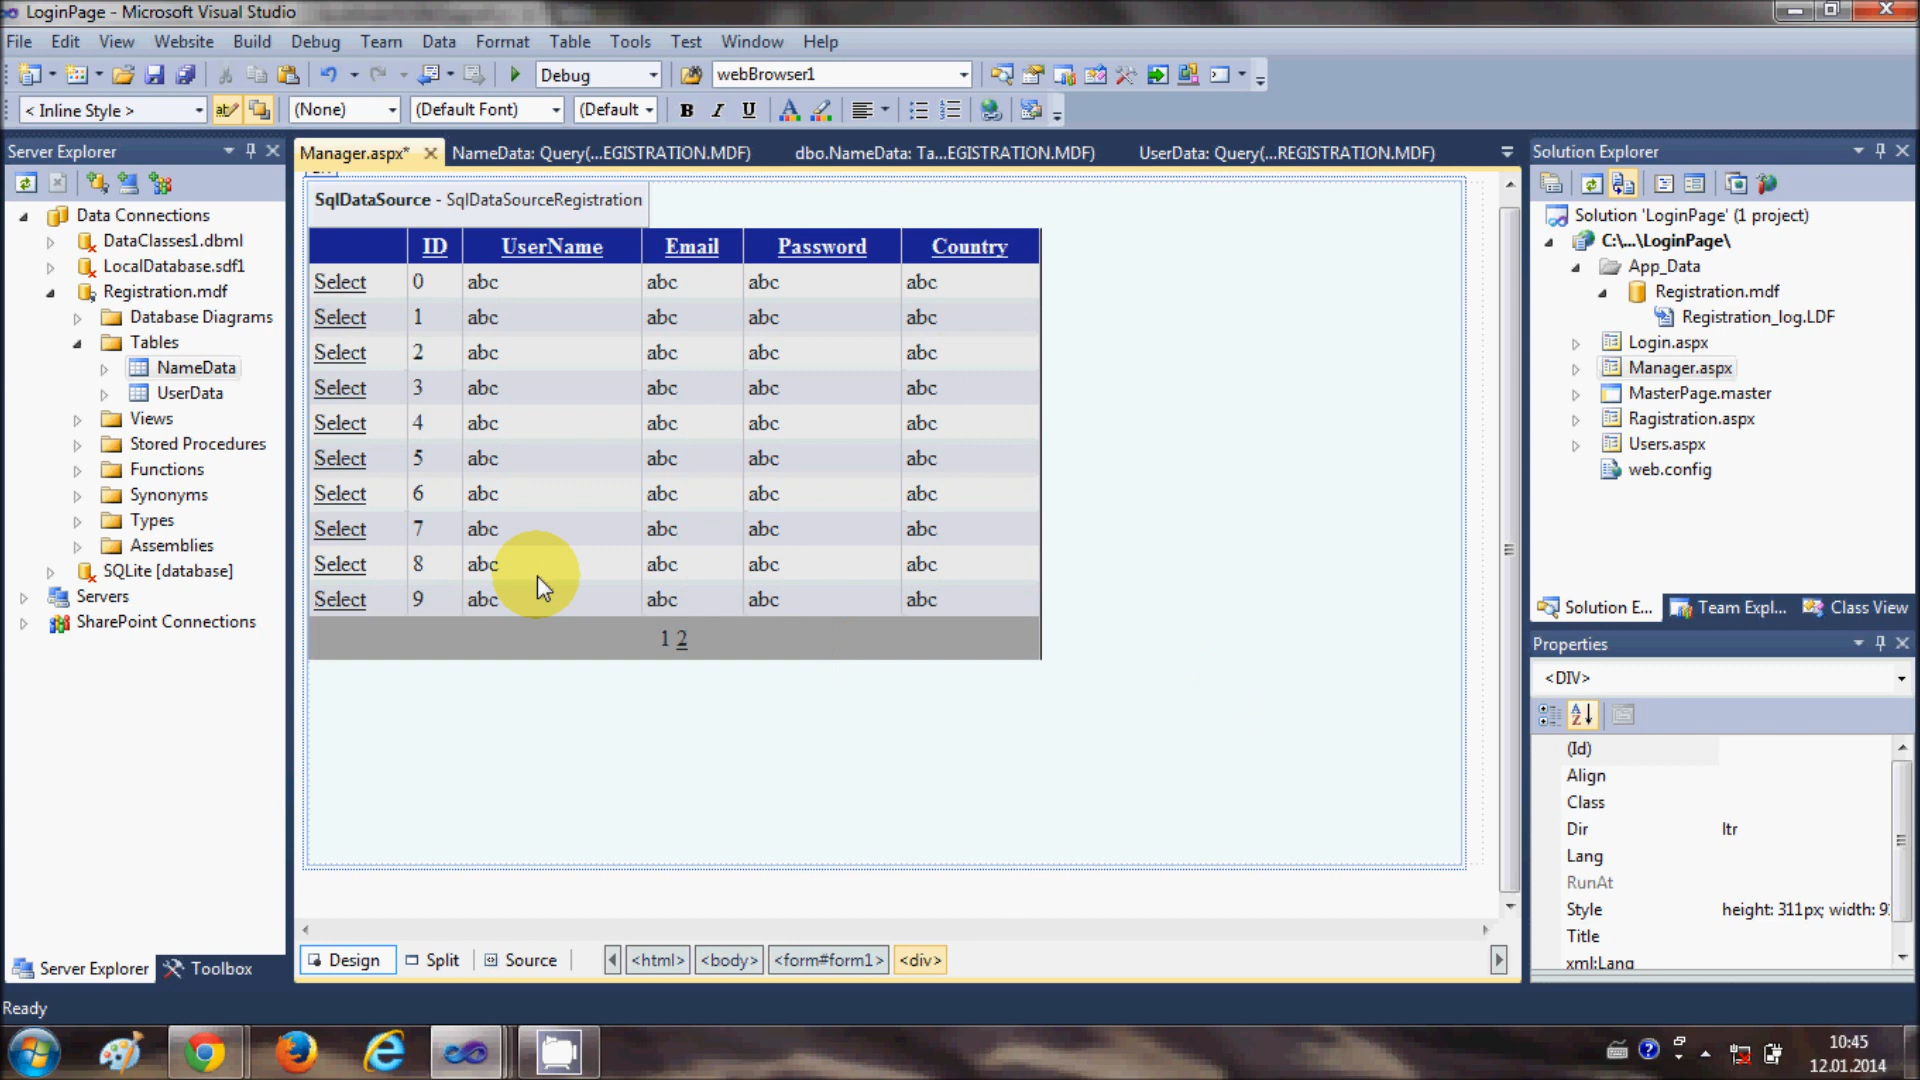 LoginPage - Microsoft Visual Studio
File Edit View Website Build Debug Team Data Format Table Tools Test Window Help
Debug webBrowser1
< Inline Style > (None) (Default Font) (Default B I U
Server Explorer
Data Connections
DataClasses1.dbml
LocalDatabase.sdf1
Registration.mdf
Database Diagrams
Tables
NameData
UserData
Views
Stored Procedures
Functions
Synonyms
Types
Assemblies
SQLite [database]
Servers
SharePoint Connections
Server Explorer Toolbox
Manager.aspx* NameData: Query(...EGISTRATION.MDF) dbo.NameData: Ta...EGISTRATION.MDF) UserData: Query(...REGISTRATION.MDF)
SqlDataSource - SqlDataSourceRegistration
ID UserName Email Password Country
Select 0 abc abc abc abc
Select 1 abc abc abc abc
Select 2 abc abc abc abc
Select 3 abc abc abc abc
Select 4 abc abc abc abc
Select 5 abc abc abc abc
Select 6 abc abc abc abc
Select 7 abc abc abc abc
Select 8 abc abc abc abc
Select 9 abc abc abc abc
1 2
Design Split Source <html> <body> <form#form1> <div>
Solution Explorer
Solution 'LoginPage' (1 project)
C:\...\LoginPage\
App_Data
Registration.mdf
Registration_log.LDF
Login.aspx
Manager.aspx
MasterPage.master
Ragistration.aspx
Users.aspx
web.config
Solution E... Team Expl... Class View
Properties
<DIV>
(Id)
Align
Class
Dir ltr
Lang
RunAt
Style height: 311px; width: 9
Title
xml:Lang
Ready
10:45
12.01.2014